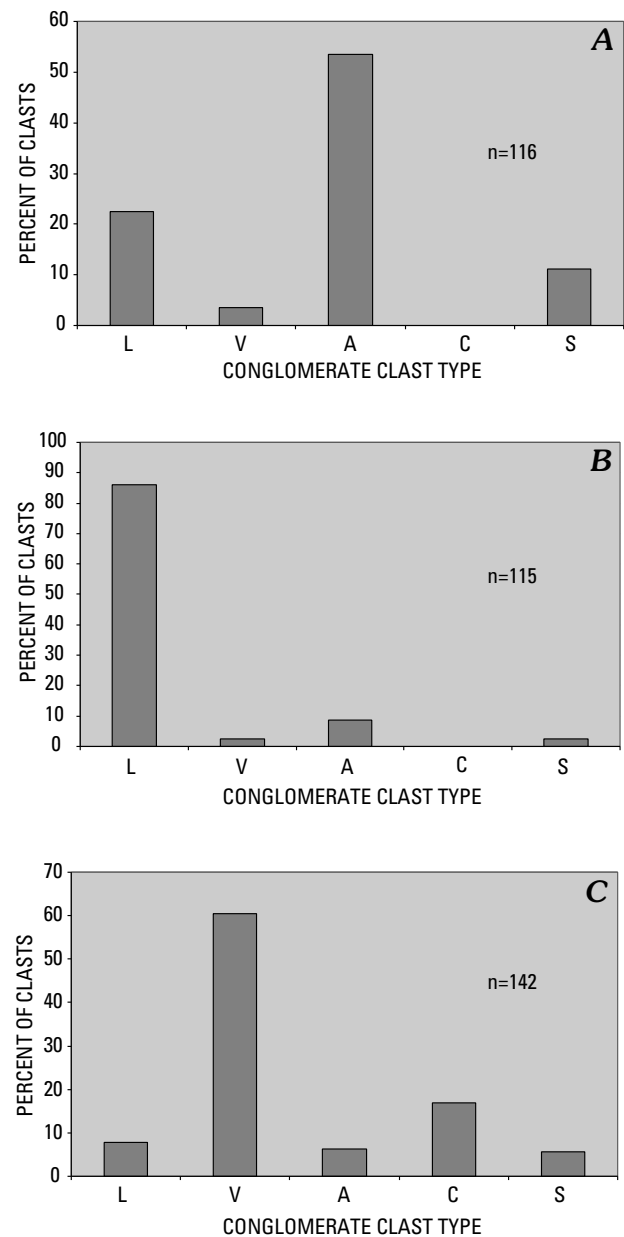 A
PERCENT OF CLASTS
60
50
40
30
20
10
0
n=116
L V A C S
CONGLOMERATE CLAST TYPE
B
PERCENT OF CLASTS
100
90
80
70
60
50
40
30
20
10
0
n=115
L V A C S
CONGLOMERATE CLAST TYPE
C
PERCENT OF CLASTS
70
60
50
40
30
20
10
0
n=142
L V A C S
CONGLOMERATE CLAST TYPE